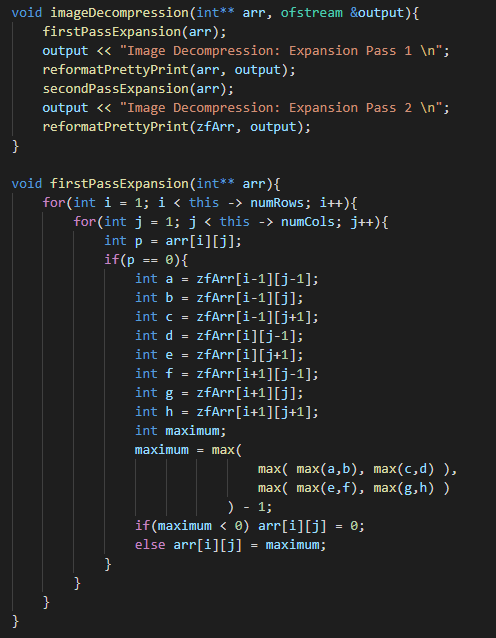 void imageDecompression(int** arr, ofstream &output){
    firstPassExpansion(arr);
    output << "Image Decompression: Expansion Pass 1 \n";
    reformatPrettyPrint(arr, output);
    secondPassExpansion(arr);
    output << "Image Decompression: Expansion Pass 2 \n";
    reformatPrettyPrint(zfArr, output);
}

void firstPassExpansion(int** arr){
    for(int i = 1; i < this -> numRows; i++){
        for(int j = 1; j < this -> numCols; j++){
            int p = arr[i][j];
            if(p == 0){
                int a = zfArr[i-1][j-1];
                int b = zfArr[i-1][j];
                int c = zfArr[i-1][j+1];
                int d = zfArr[i][j-1];
                int e = zfArr[i][j+1];
                int f = zfArr[i+1][j-1];
                int g = zfArr[i+1][j];
                int h = zfArr[i+1][j+1];
                int maximum;
                maximum = max(
                                max( max(a,b), max(c,d) ),
                                max( max(e,f), max(g,h) )
                            ) - 1;
                if(maximum < 0) arr[i][j] = 0;
                else arr[i][j] = maximum;
            }
        }
    }
}